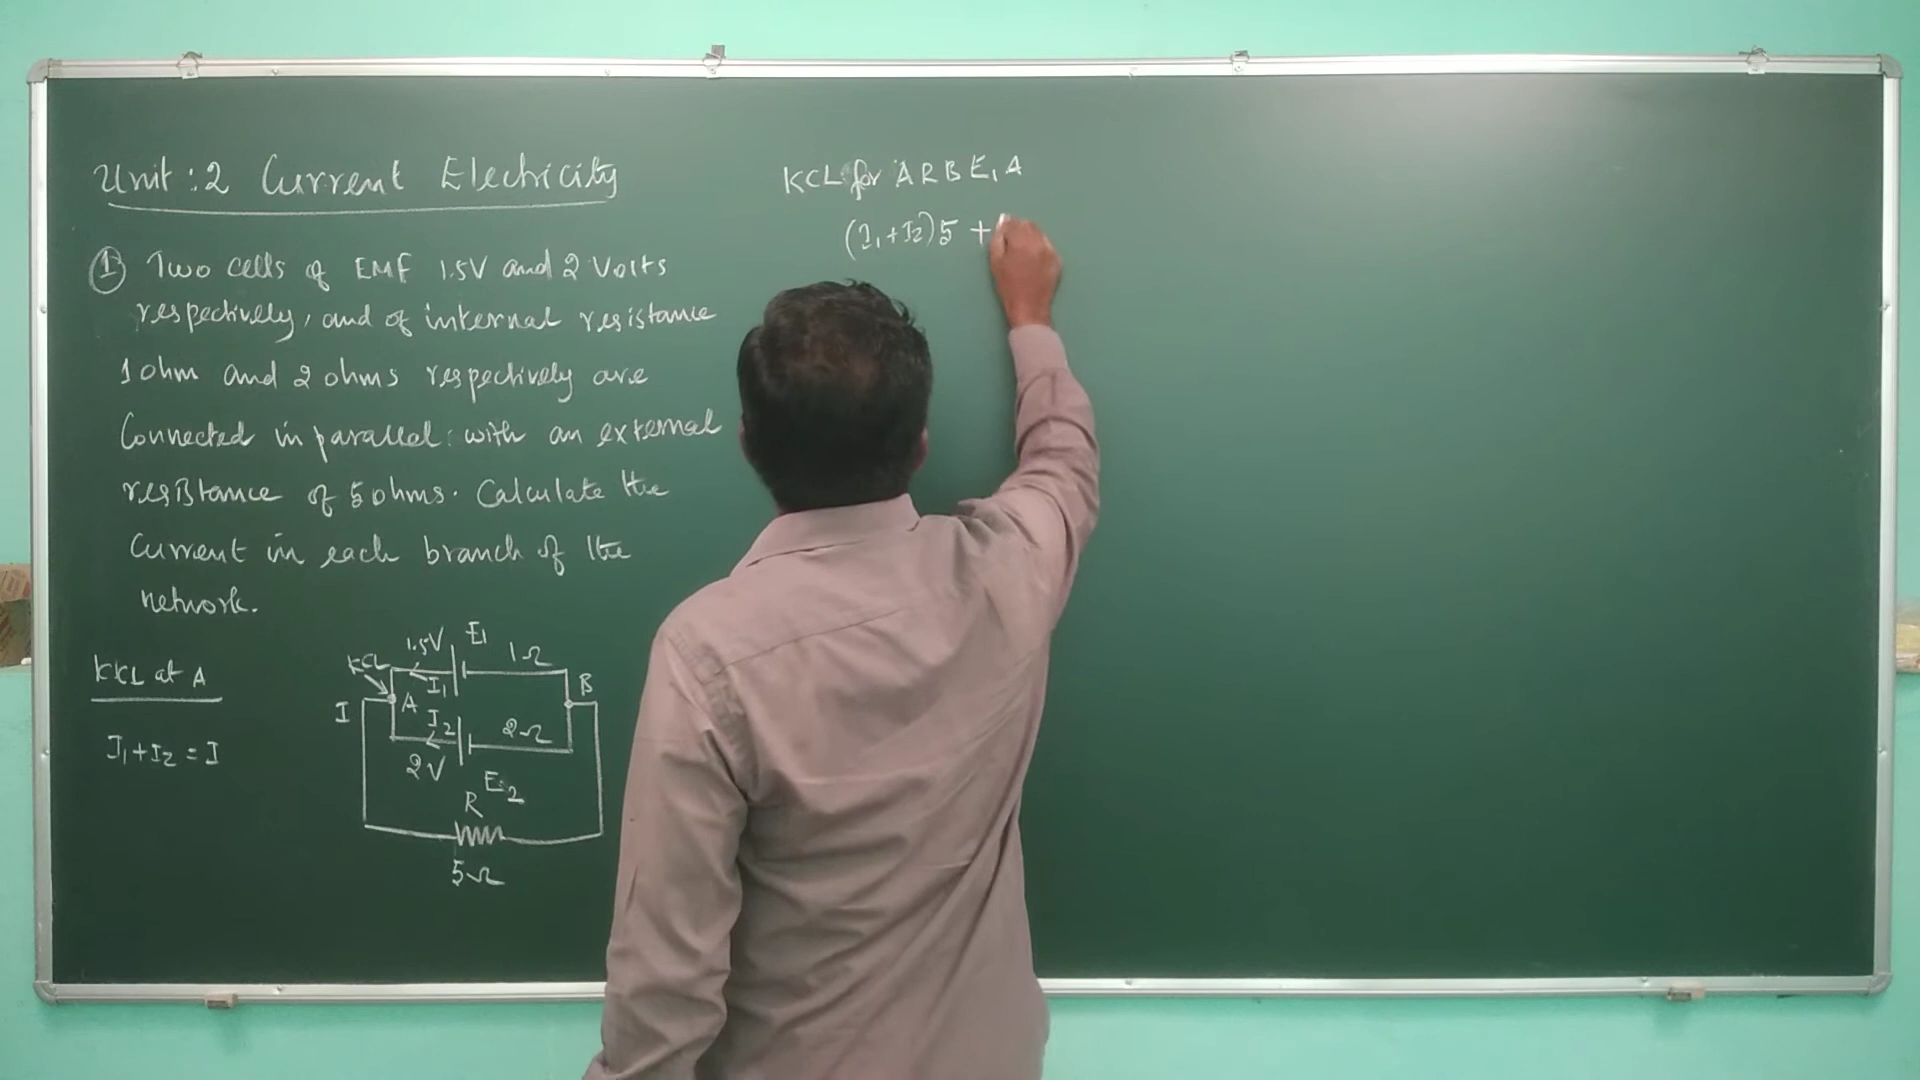 Unit : 2 Current Electricity
① Two cells of EMF 1.5V and 2 Volts
respectively, and of internal resistance
1 ohm and 2 ohms respectively are
Connected in parallel with an external
resistance of 5 ohms. Calculate the
Current in each branch of the
network.
KKL at A
I₁+I₂ = I
1.5V E₁ 1Ω
KCL
I₁ B
I A
I₂ 2Ω
2V E₂
R
5Ω
KCL for ARBE₁A
(I₁+I₂)5 +